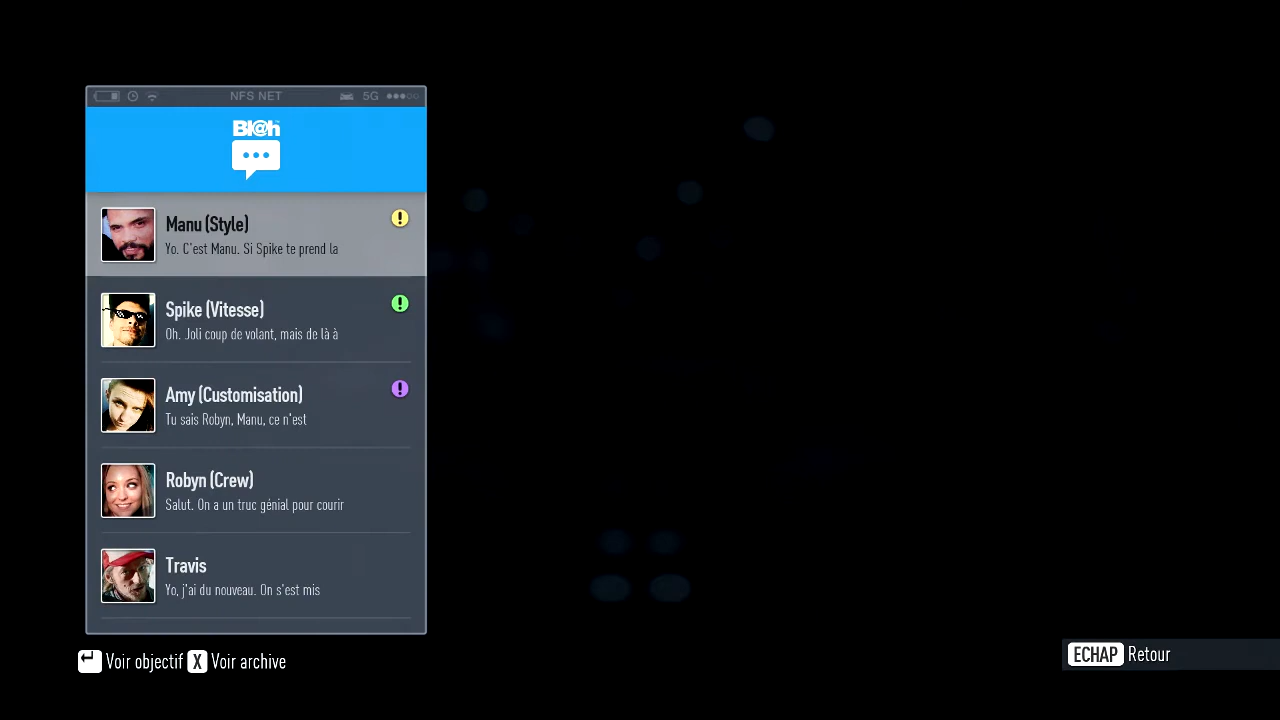 NFS NET
5G
Bl@h
Manu (Style)
Yo. C'est Manu. Si Spike te prend la
Spike (Vitesse)
Oh. Joli coup de volant, mais de là à
Amy (Customisation)
Tu sais Robyn, Manu, ce n'est
Robyn (Crew)
Salut. On a un truc génial pour courir
Travis
Yo, j'ai du nouveau. On s'est mis
Voir objectif X Voir archive
ECHAP Retour